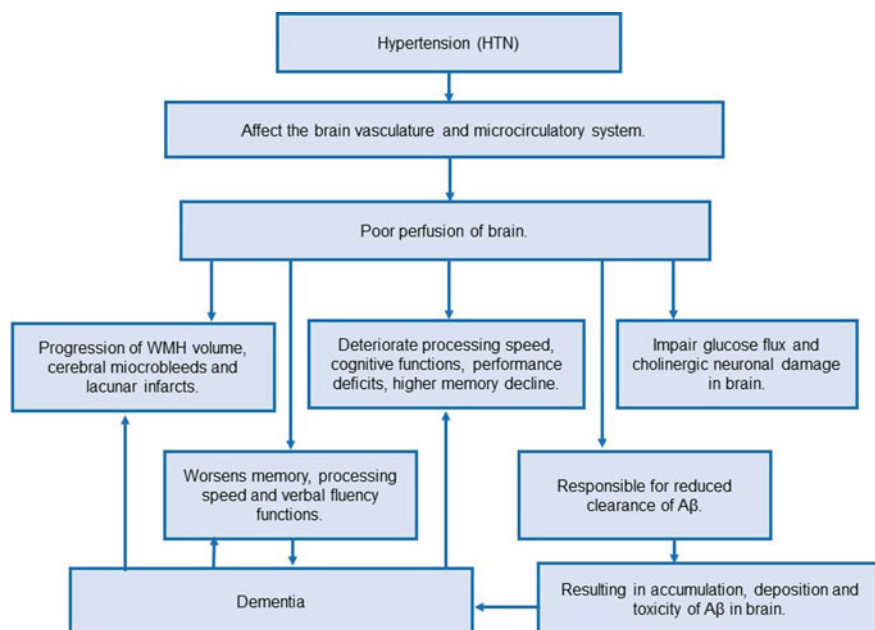 Hypertension (HTN)
Affect the brain vasculature and microcirculatory system.
Poor perfusion of brain.
Progression of WMH volume,
cerebral miocrobleeds and
lacunar infarcts.
Deteriorate processing speed,
cognitive functions, performance
deficits, higher memory decline.
Impair glucose flux and
cholinergic neuronal damage
in brain.
Worsens memory, processing
speed and verbal fluency
functions.
Responsible for reduced
clearance of Aβ.
Dementia
Resulting in accumulation, deposition and
toxicity of Aβ in brain.